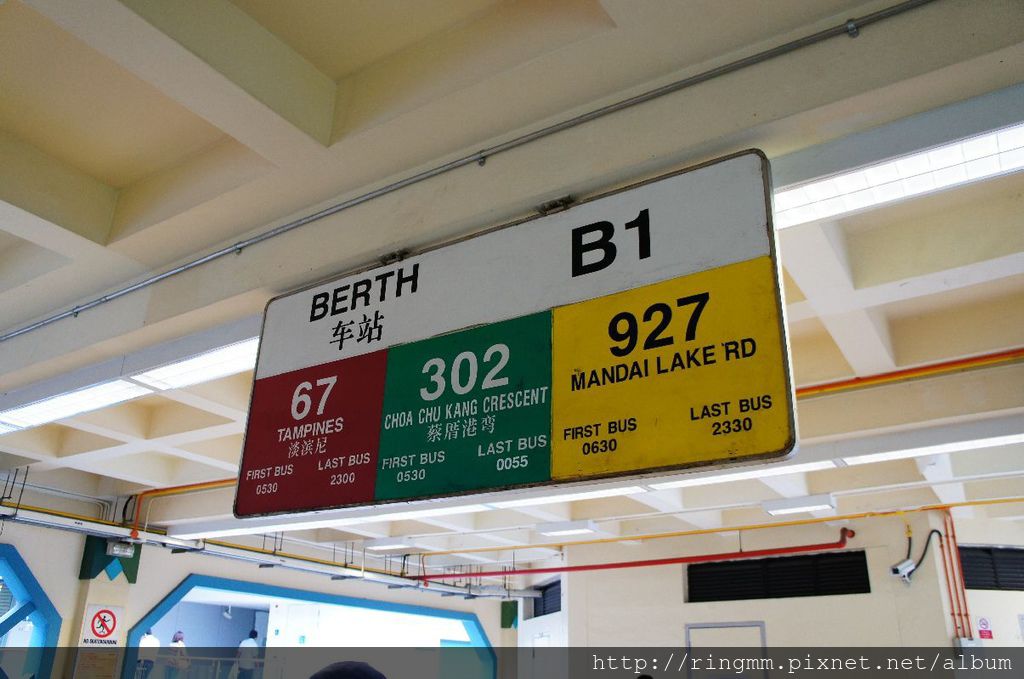 BERTH
B1
车站
67
TAMPINES
淡滨尼
FIRST BUS
0530
LAST BUS
2300
302
CHOA CHU KANG CRESCENT
蔡厝港弯
FIRST BUS
0530
LAST BUS
0055
927
MANDAI LAKE RD
FIRST BUS
0630
LAST BUS
2330
NO SKATEBOARDING
http://ringmm.pixnet.net/album